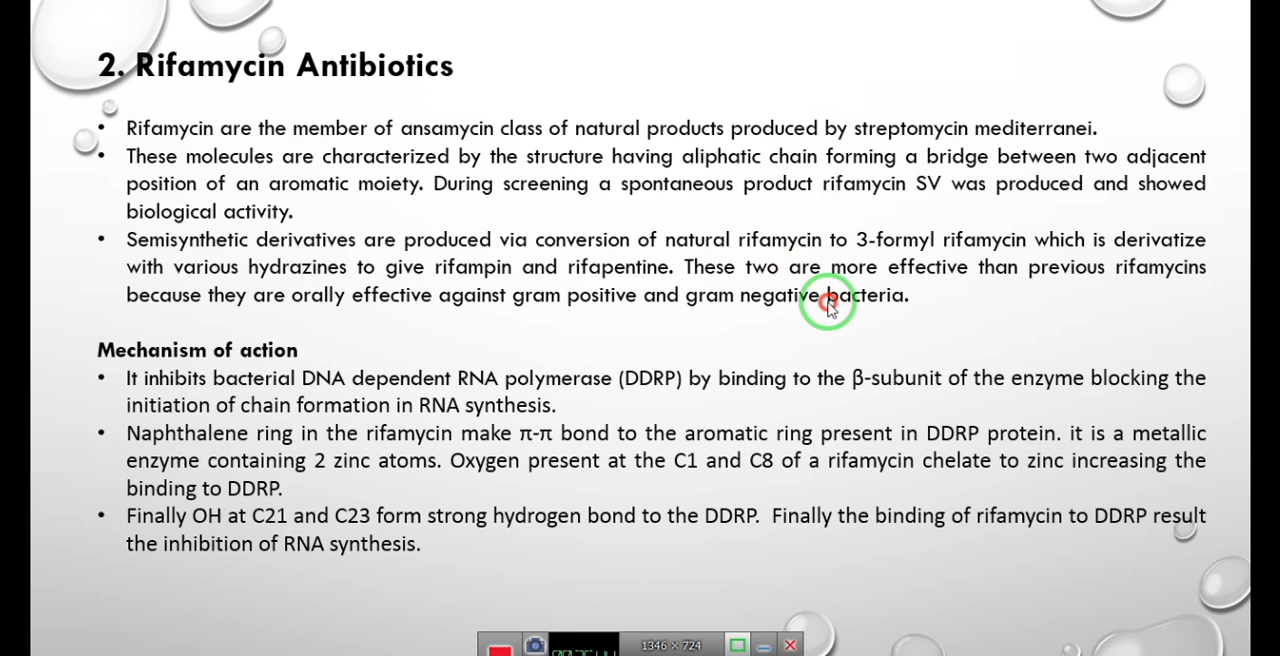 2. Rifamycin Antibiotics
• Rifamycin are the member of ansamycin class of natural products produced by streptomycin mediterranei.
• These molecules are characterized by the structure having aliphatic chain forming a bridge between two adjacent
position of an aromatic moiety. During screening a spontaneous product rifamycin SV was produced and showed
biological activity.
• Semisynthetic derivatives are produced via conversion of natural rifamycin to 3-formyl rifamycin which is derivatize
with various hydrazines to give rifampin and rifapentine. These two are more effective than previous rifamycins
because they are orally effective against gram positive and gram negative bacteria.
Mechanism of action
• It inhibits bacterial DNA dependent RNA polymerase (DDRP) by binding to the β-subunit of the enzyme blocking the
initiation of chain formation in RNA synthesis.
• Naphthalene ring in the rifamycin make π-π bond to the aromatic ring present in DDRP protein. it is a metallic
enzyme containing 2 zinc atoms. Oxygen present at the C1 and C8 of a rifamycin chelate to zinc increasing the
binding to DDRP.
• Finally OH at C21 and C23 form strong hydrogen bond to the DDRP. Finally the binding of rifamycin to DDRP result
the inhibition of RNA synthesis.
1346 × 724